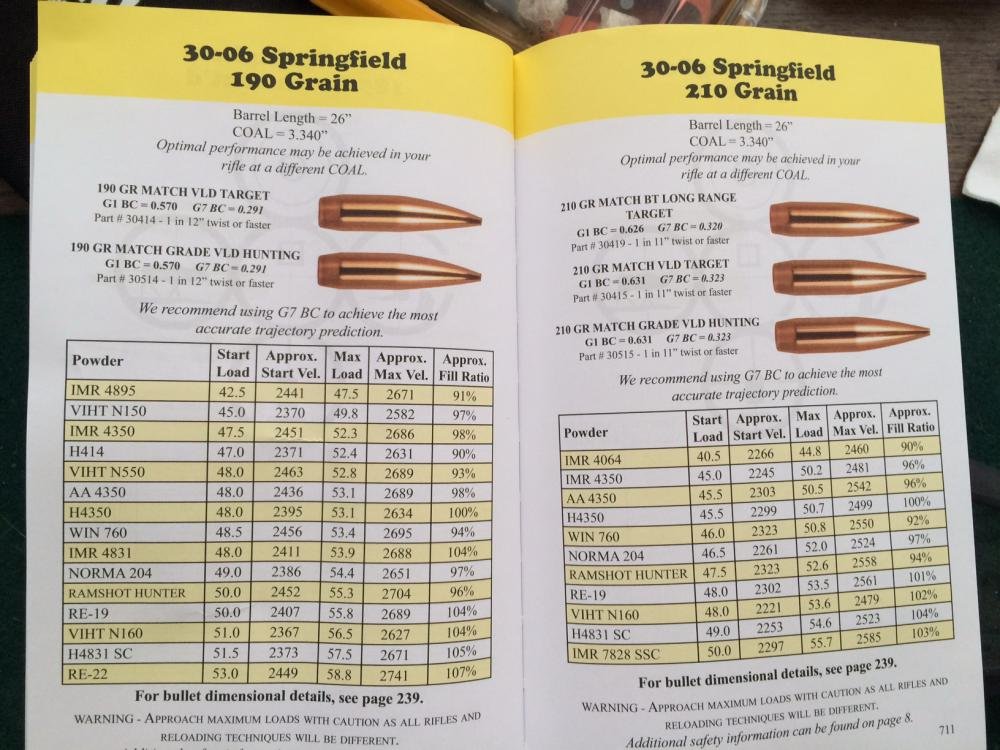 30-06 Springfield
190 Grain
Barrel Length = 26”
COAL = 3.340”
Optimal performance may be achieved in your
rifle at a different COAL.
190 GR MATCH VLD TARGET
G1 BC = 0.570 G7 BC = 0.291
Part # 30414 - 1 in 12” twist or faster
190 GR MATCH GRADE VLD HUNTING
G1 BC = 0.570 G7 BC = 0.291
Part # 30514 - 1 in 12” twist or faster
We recommend using G7 BC to achieve the most
accurate trajectory prediction.
Powder Start Load Approx. Start Vel. Max Load Approx. Max Vel. Approx. Fill Ratio
IMR 4895 42.5 2441 47.5 2671 91%
VIHT N150 45.0 2370 49.8 2582 97%
IMR 4350 47.5 2451 52.3 2686 98%
H414 47.0 2371 52.4 2631 90%
VIHT N550 48.0 2463 52.8 2689 93%
AA 4350 48.0 2436 53.1 2689 98%
H4350 48.0 2395 53.1 2634 100%
WIN 760 48.5 2456 53.4 2695 94%
IMR 4831 48.0 2411 53.9 2688 104%
NORMA 204 49.0 2386 54.4 2651 97%
RAMSHOT HUNTER 50.0 2452 55.3 2704 96%
RE-19 50.0 2407 55.8 2689 104%
VIHT N160 51.0 2367 56.5 2627 104%
H4831 SC 51.5 2373 57.5 2671 105%
RE-22 53.0 2449 58.8 2741 107%
For bullet dimensional details, see page 239.
WARNING - APPROACH MAXIMUM LOADS WITH CAUTION AS ALL RIFLES AND
RELOADING TECHNIQUES WILL BE DIFFERENT.
30-06 Springfield
210 Grain
Barrel Length = 26”
COAL = 3.340”
Optimal performance may be achieved in your
rifle at a different COAL.
210 GR MATCH BT LONG RANGE
TARGET
G1 BC = 0.626 G7 BC = 0.320
Part # 30419 - 1 in 11” twist or faster
210 GR MATCH VLD TARGET
G1 BC = 0.631 G7 BC = 0.323
Part # 30415 - 1 in 11” twist or faster
210 GR MATCH GRADE VLD HUNTING
G1 BC = 0.631 G7 BC = 0.323
Part # 30515 - 1 in 11” twist or faster
We recommend using G7 BC to achieve the most
accurate trajectory prediction.
Powder Start Load Approx. Start Vel. Max Load Approx. Max Vel. Approx. Fill Ratio
IMR 4064 40.5 2266 44.8 2460 90%
IMR 4350 45.0 2245 50.2 2481 96%
AA 4350 45.5 2303 50.5 2542 96%
H4350 45.5 2299 50.7 2499 100%
WIN 760 46.0 2323 50.8 2550 92%
NORMA 204 46.5 2261 52.0 2524 97%
RAMSHOT HUNTER 47.5 2323 52.6 2558 94%
RE-19 48.0 2302 53.5 2561 101%
VIHT N160 48.0 2221 53.6 2479 102%
H4831 SC 49.0 2253 54.6 2523 104%
IMR 7828 SSC 50.0 2297 55.7 2585 103%
For bullet dimensional details, see page 239.
WARNING - APPROACH MAXIMUM LOADS WITH CAUTION AS ALL RIFLES AND
RELOADING TECHNIQUES WILL BE DIFFERENT.
Additional safety information can be found on page 8.
711